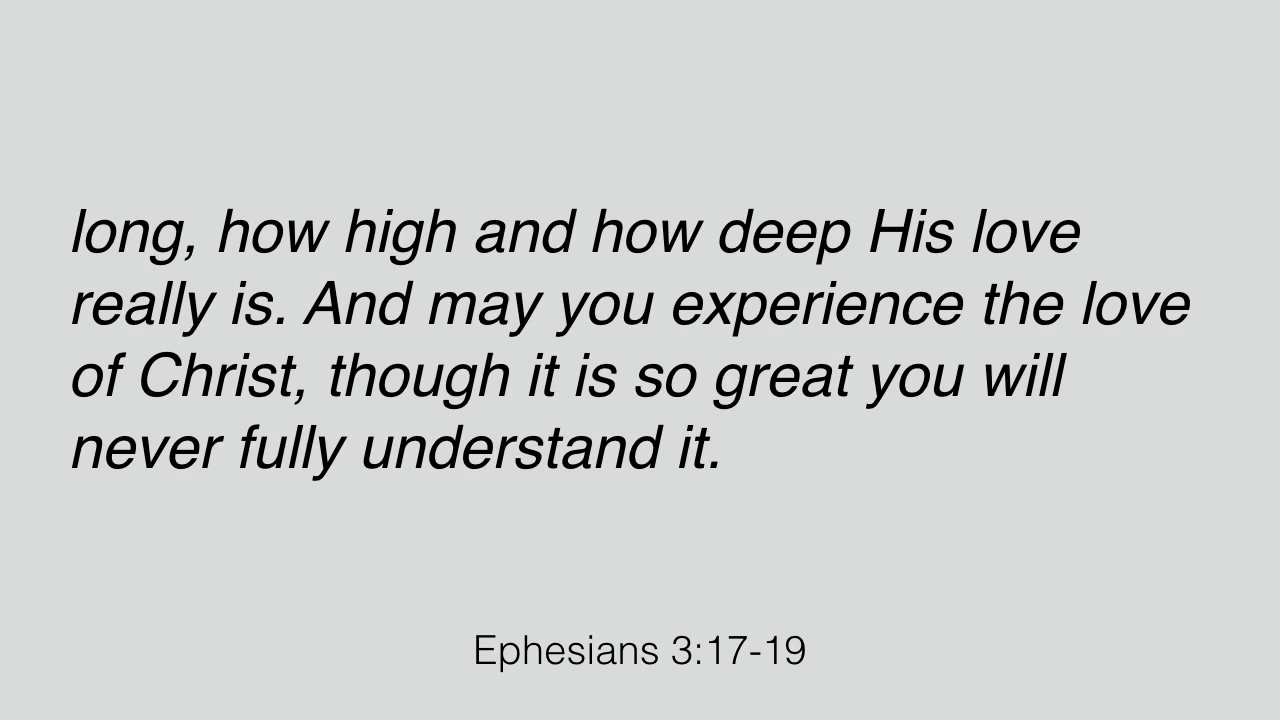 long, how high and how deep His love
really is. And may you experience the love
of Christ, though it is so great you will
never fully understand it.
Ephesians 3:17-19